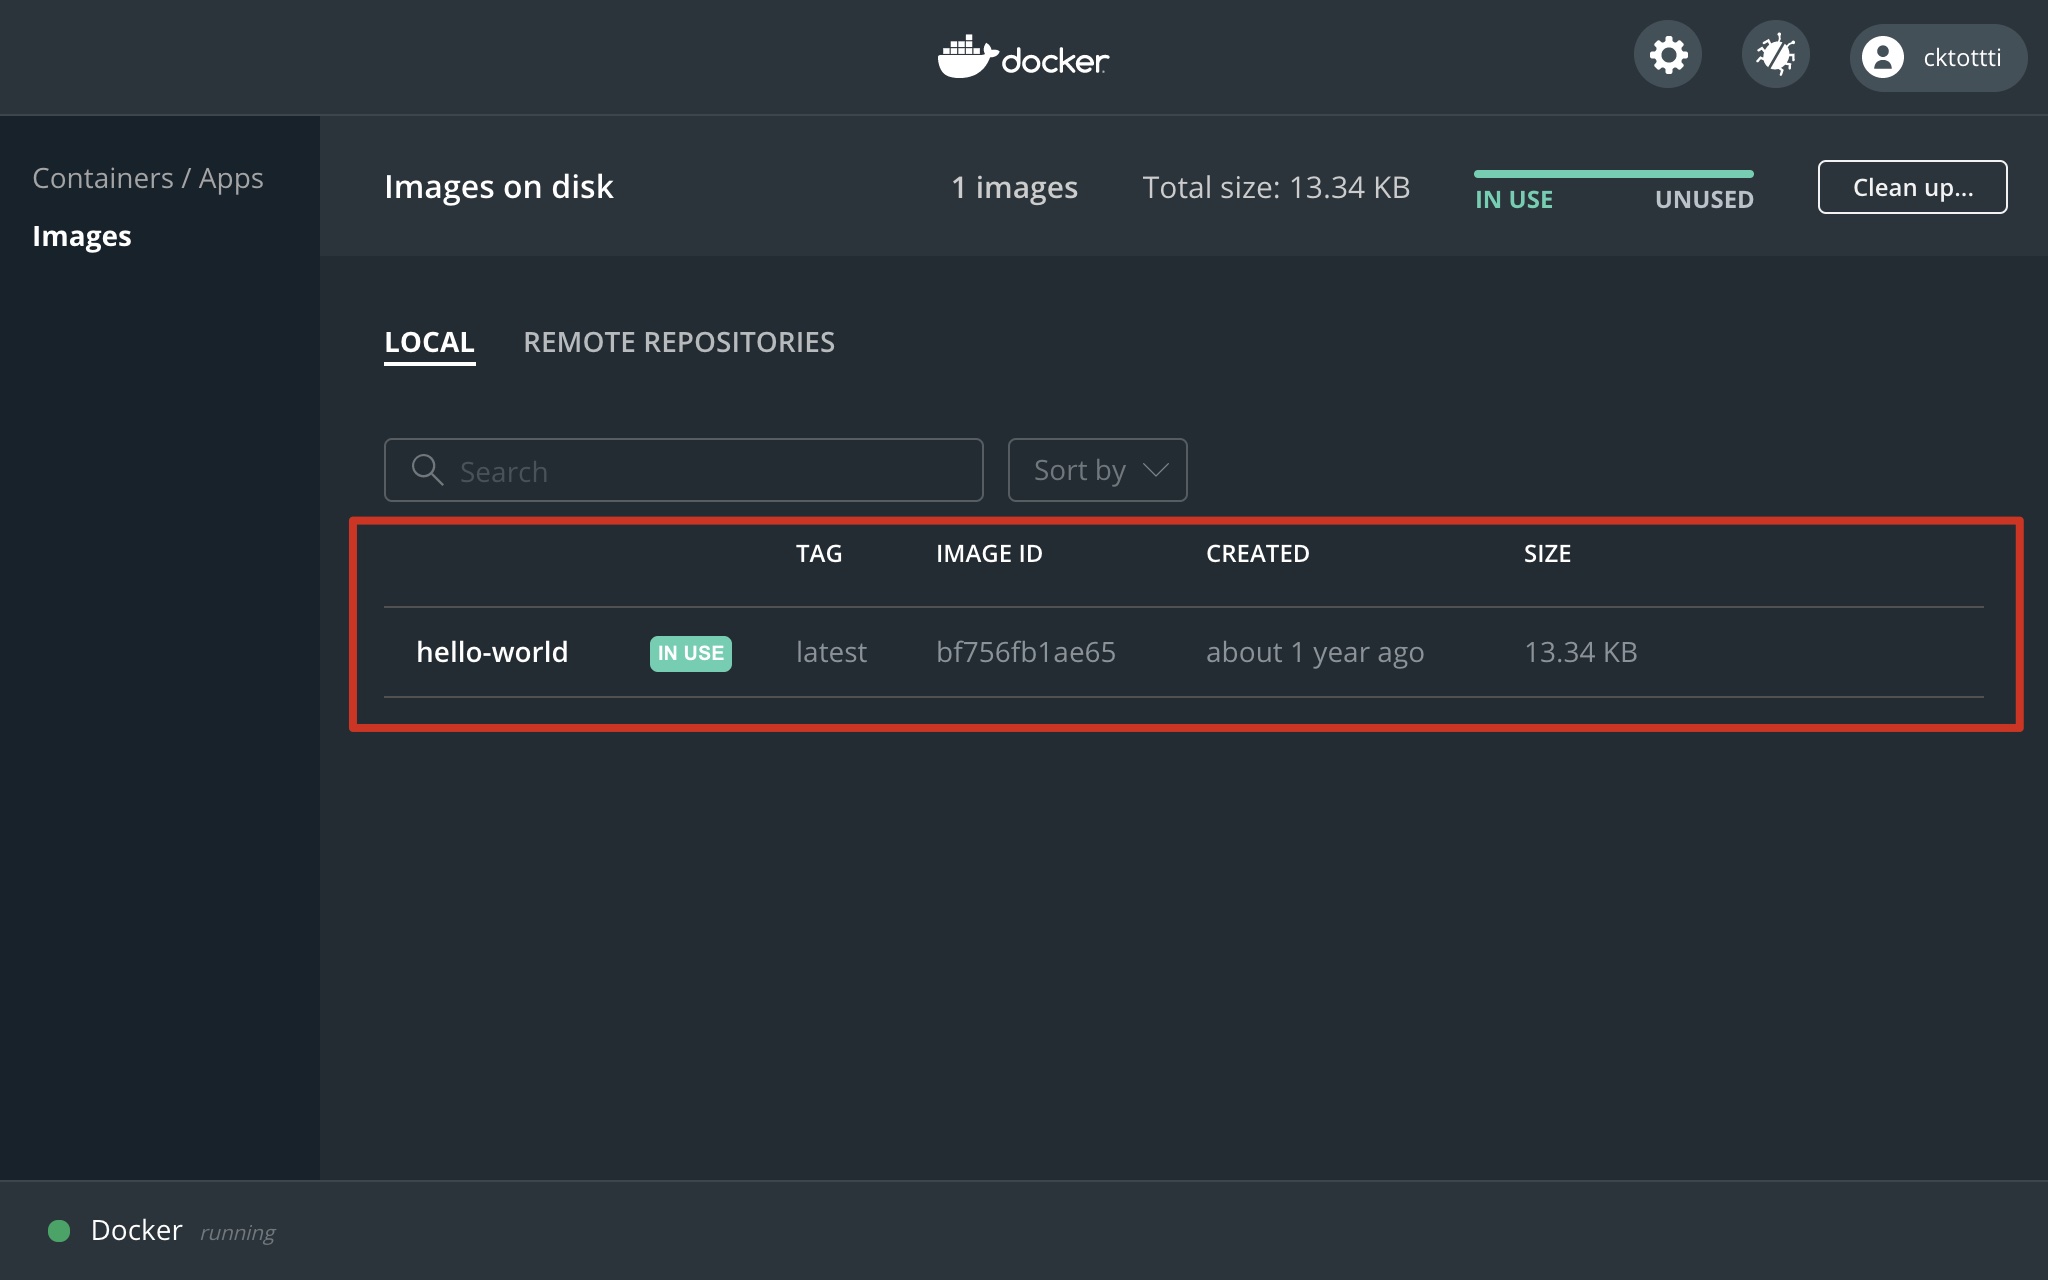 docker
cktottti
Containers / Apps
Images
Images on disk
1 images
Total size: 13.34 KB
IN USE
UNUSED
Clean up...
LOCAL
REMOTE REPOSITORIES
Search
Sort by
TAG IMAGE ID CREATED SIZE
hello-world IN USE latest bf756fb1ae65 about 1 year ago 13.34 KB
Docker running